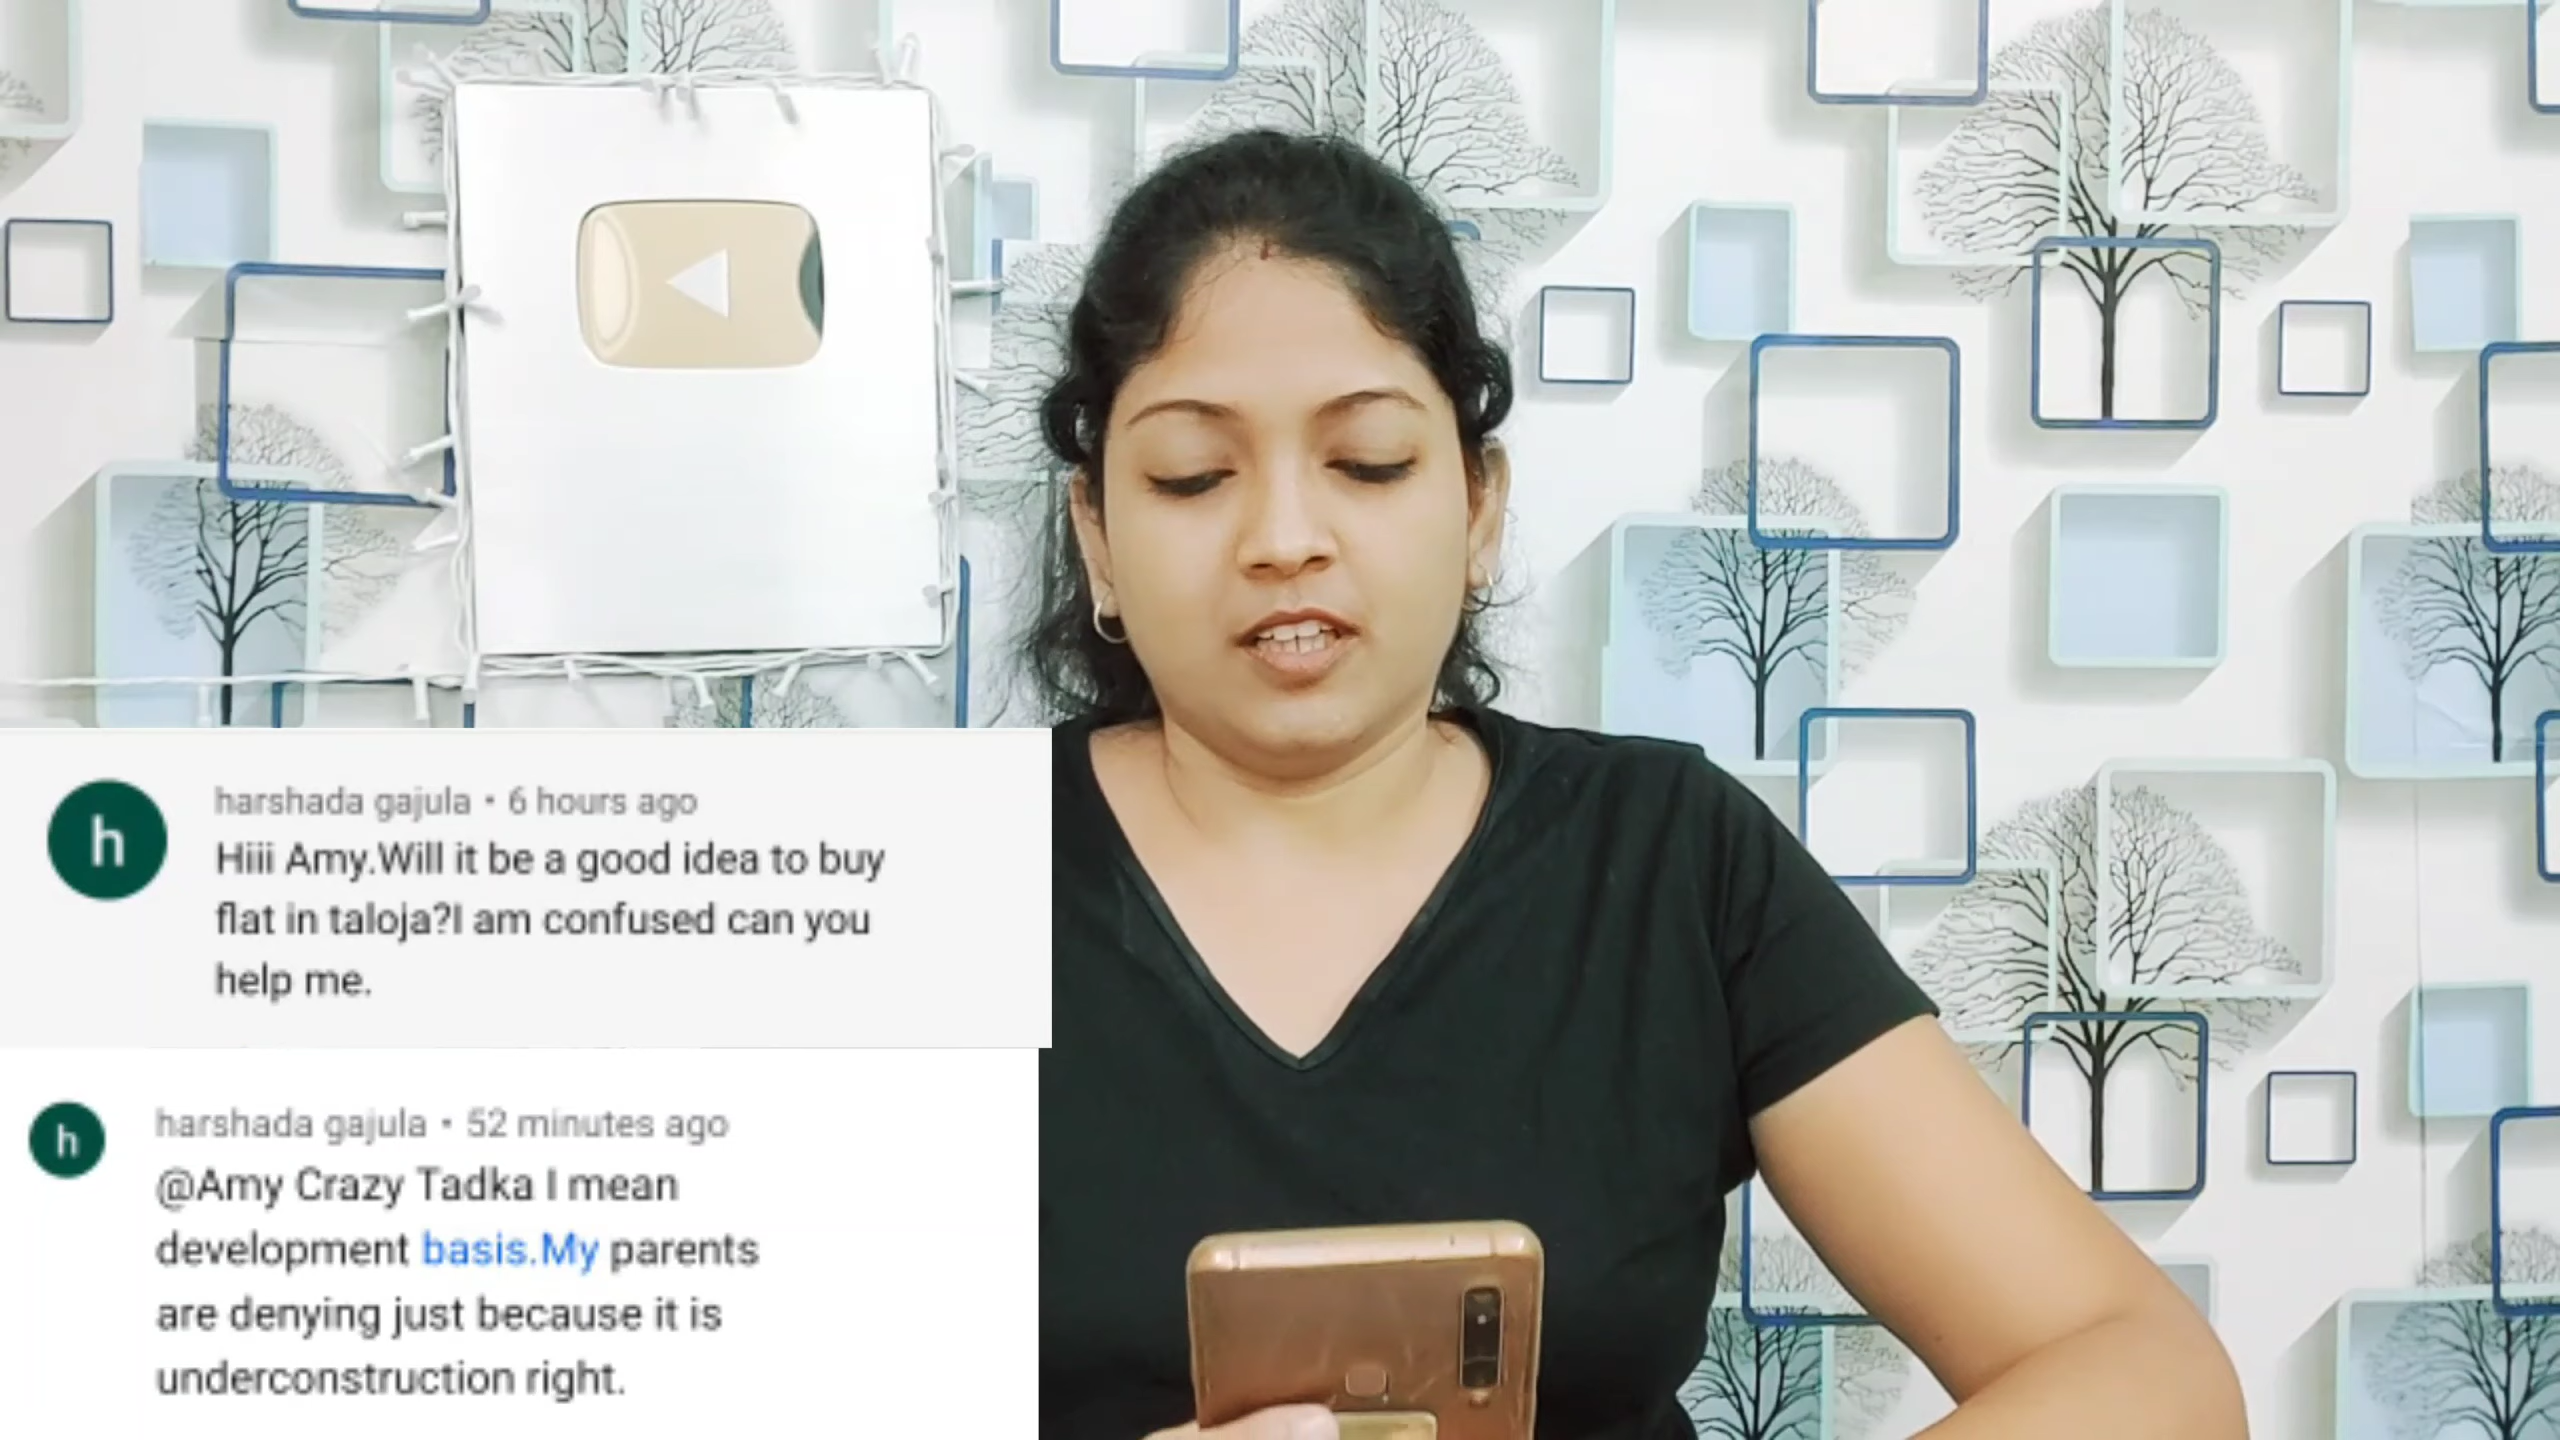 h
harshada gajula • 6 hours ago
Hiii Amy.Will it be a good idea to buy
flat in taloja?I am confused can you
help me.
h
harshada gajula • 52 minutes ago
@Amy Crazy Tadka I mean
development basis.My parents
are denying just because it is
underconstruction right.